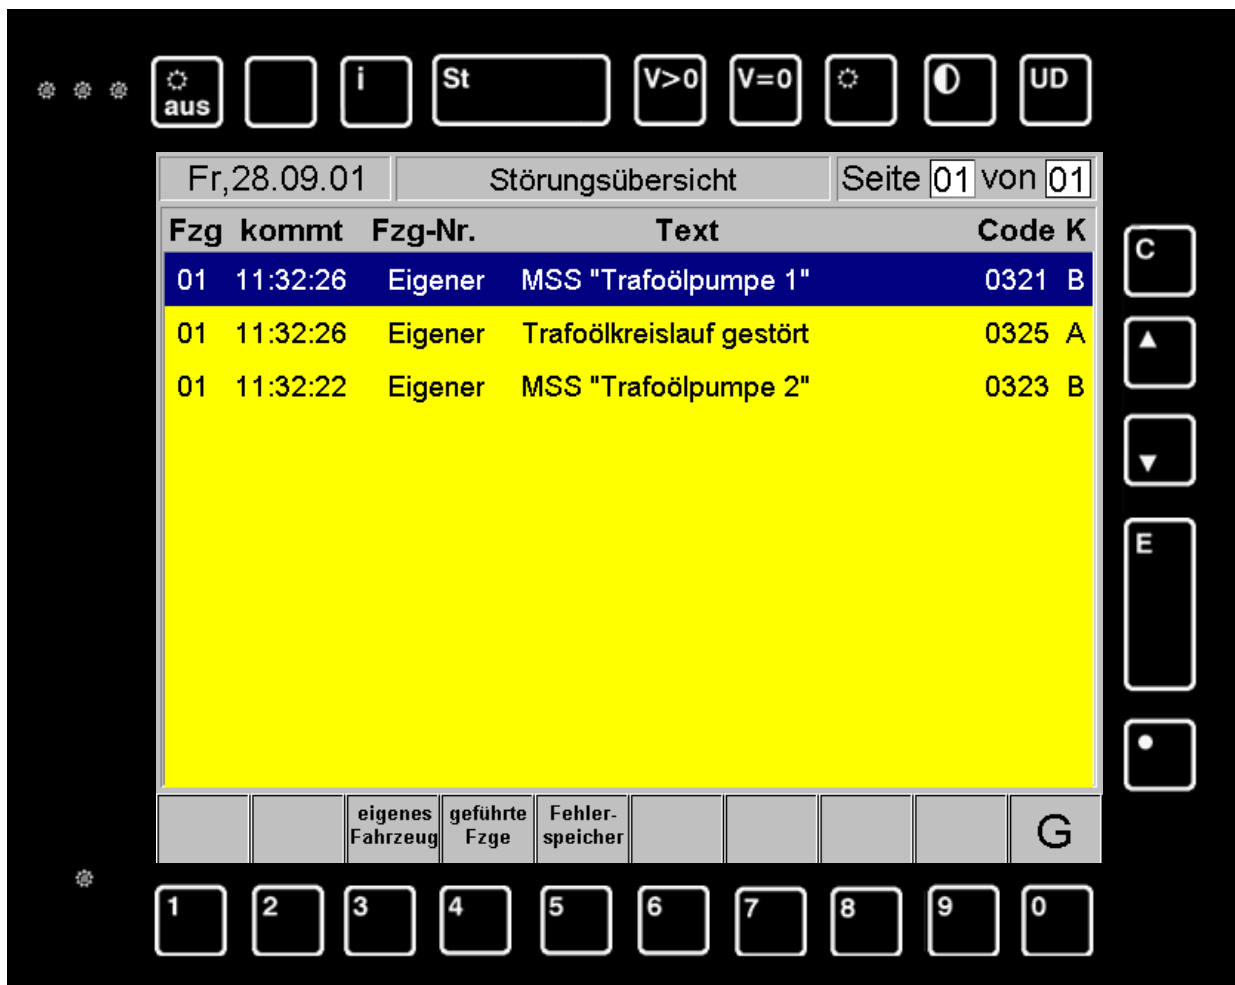 aus i St V>0 V=0 UD
Fr,28.09.01 Störungsübersicht Seite 01 von 01
Fzg kommt Fzg-Nr. Text Code K
01 11:32:26 Eigener MSS "Trafoölpumpe 1" 0321 B
01 11:32:26 Eigener Trafoölkreislauf gestört 0325 A
01 11:32:22 Eigener MSS "Trafoölpumpe 2" 0323 B
C
E
eigenes geführte Fehler-
Fahrzeug Fzge speicher G
1 2 3 4 5 6 7 8 9 0